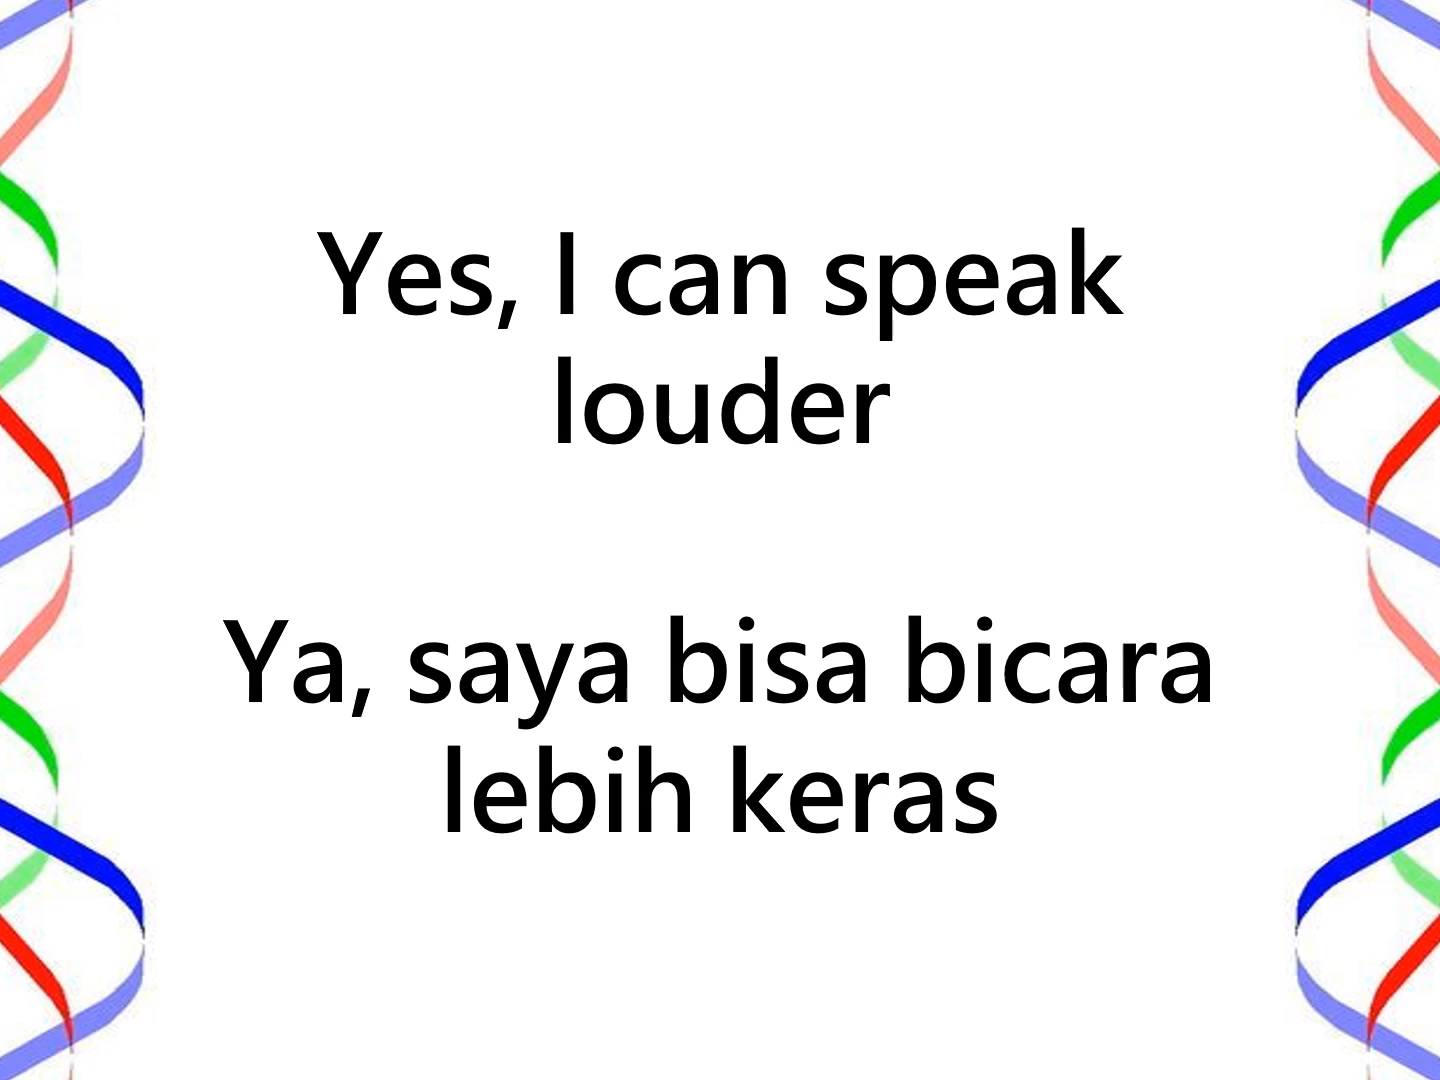 Yes, I can speak
louder
Ya, saya bisa bicara
lebih keras